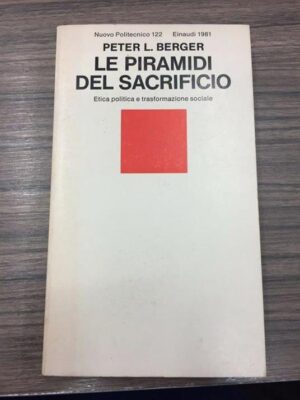 Nuovo Politecnico 122 Einaudi 1981
PETER L. BERGER
LE PIRAMIDI
DEL SACRIFICIO
Etica politica e trasformazione sociale